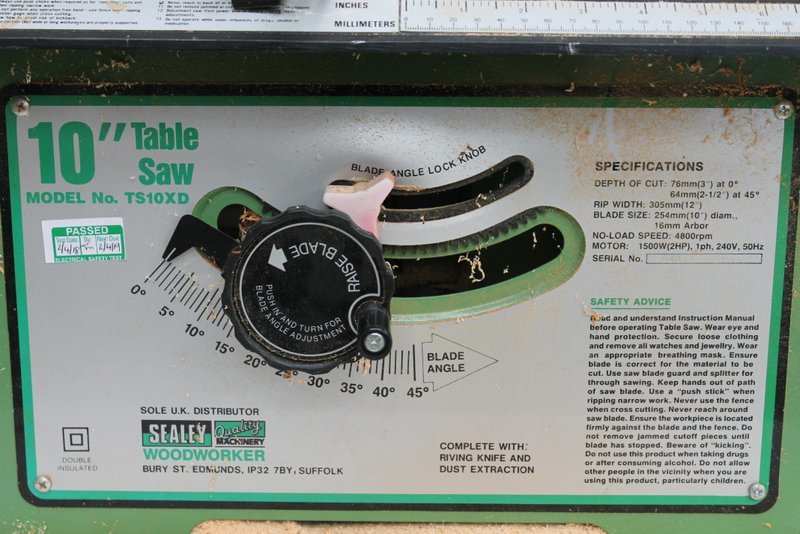 INCHES
MILLIMETERS
10" Table
Saw
MODEL No. TS10XD
PASSED
Test Date By: Next Due
ELECTRICAL SAFETY TEST
BLADE ANGLE LOCK KNOB
RAISE BLADE
PUSH IN AND TURN FOR
BLADE ANGLE ADJUSTMENT
0° 5° 10° 15° 20° 25° 30° 35° 40° 45°
BLADE
ANGLE
SPECIFICATIONS
DEPTH OF CUT: 76mm(3") at 0°
64mm(2-1/2") at 45°
RIP WIDTH: 305mm(12")
BLADE SIZE: 254mm(10") diam.,
16mm Arbor
NO-LOAD SPEED: 4800rpm
MOTOR: 1500W(2HP), 1ph, 240V, 50Hz
SERIAL No.
SAFETY ADVICE
Read and understand Instruction Manual
before operating Table Saw. Wear eye and
hand protection. Secure loose clothing
and remove all watches and jewellry. Wear
an appropriate breathing mask. Ensure
blade is correct for the material to be
cut. Use saw blade guard and splitter for
through sawing. Keep hands out of path
of saw blade. Use a "push stick" when
ripping narrow work. Never use the fence
when cross cutting. Never reach around
saw blade. Ensure the workpiece is located
firmly against the blade and the fence. Do
not remove jammed cutoff pieces until
blade has stopped. Beware of "kicking".
Do not use this product when taking drugs
or after consuming alcohol. Do not allow
other people in the vicinity when you are
using this product, particularly children.
DOUBLE
INSULATED
SOLE U.K. DISTRIBUTOR
SEALEY Quality
MACHINERY
WOODWORKER
BURY ST. EDMUNDS, IP32 7BY, SUFFOLK
COMPLETE WITH:
RIVING KNIFE AND
DUST EXTRACTION